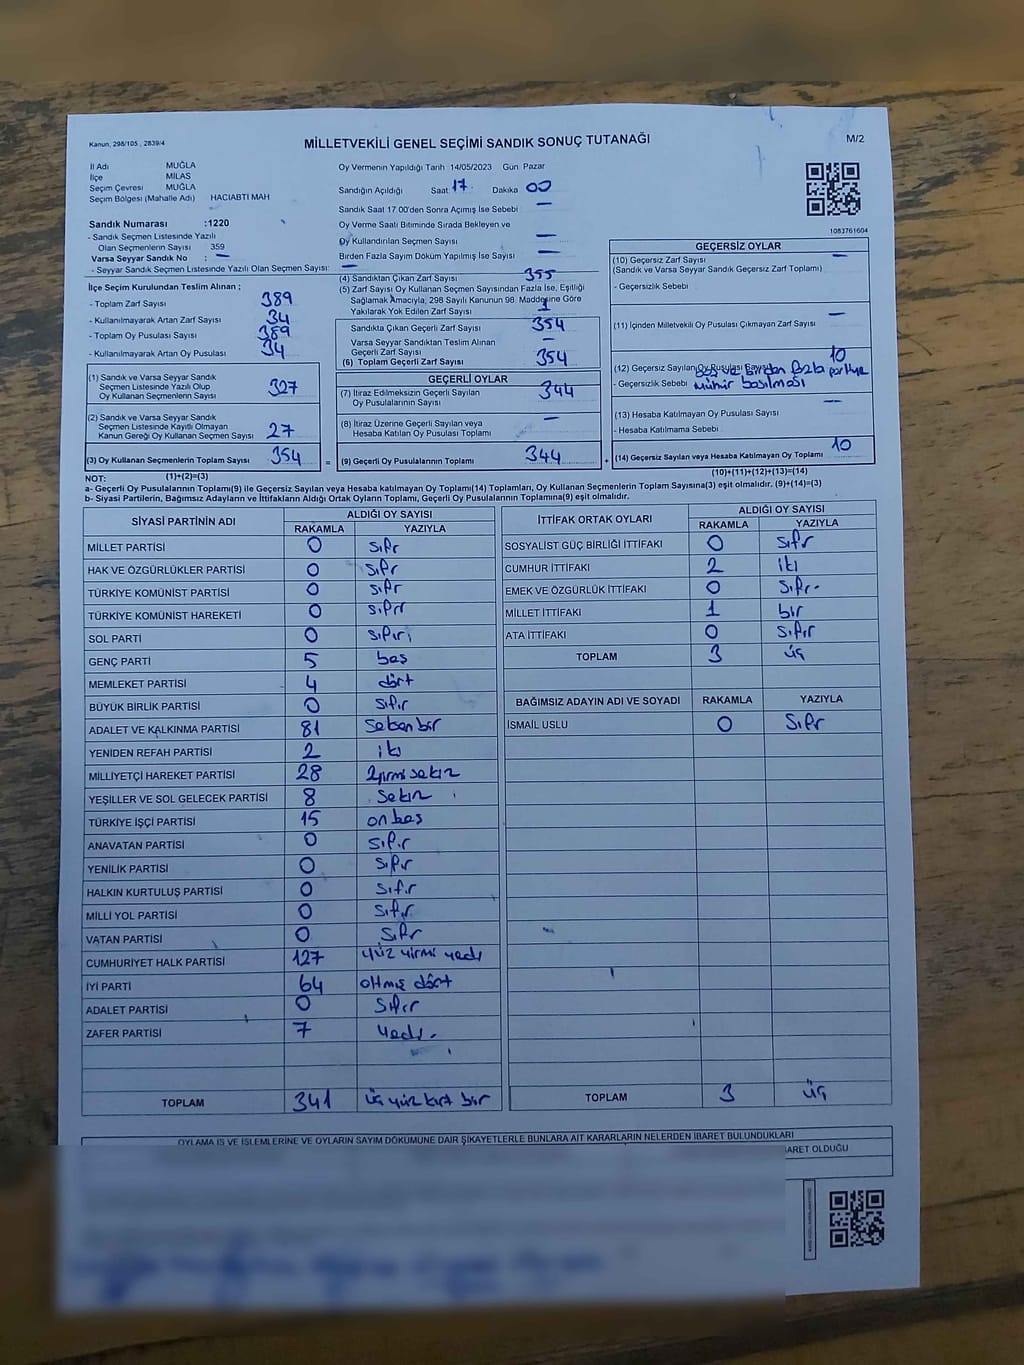 Kanun, 298/105 , 2839/4
MİLLETVEKİLİ GENEL SEÇİMİ SANDIK SONUÇ TUTANAĞI
M/2
İl Adı : MUĞLA
İlçe : MİLAS
Seçim Çevresi : MUĞLA
Seçim Bölgesi (Mahalle Adı) : HACIABTI MAH
Sandık Numarası :1220
- Sandık Seçmen Listesinde Yazılı
Olan Seçmenlerin Sayısı 359
Varsa Seyyar Sandık No : —
- Seyyar Sandık Seçmen Listesinde Yazılı Olan Seçmen Sayısı: —
Oy Vermenin Yapıldığı Tarih 14/05/2023 Gün Pazar
Sandığın Açıldığı Saat 17 Dakika 00
Sandık Saat 17.00'den Sonra Açımış İse Sebebi —
Oy Verme Saati Bitiminde Sırada Bekleyen ve
Oy Kullandırılan Seçmen Sayısı —
Birden Fazla Sayım Döküm Yapılmış İse Sayısı —
1083761604
İlçe Seçim Kurulundan Teslim Alınan ;
- Toplam Zarf Sayısı 389
- Kullanılmayarak Artan Zarf Sayısı 34
- Toplam Oy Pusulası Sayısı 389
- Kullanılmayarak Artan Oy Pusulası 34
(1) Sandık ve Varsa Seyyar Sandık
Seçmen Listesinde Yazılı Olup
Oy Kullanan Seçmenlerin Sayısı 327
(2) Sandık ve Varsa Seyyar Sandık
Seçmen Listesinde Kayıtlı Olmayan
Kanun Gereği Oy Kullanan Seçmen Sayısı 27
(3) Oy Kullanan Seçmenlerin Toplam Sayısı 354 =
(4) Sandıktan Çıkan Zarf Sayısı 355
(5) Zarf Sayısı Oy Kullanan Seçmen Sayısından Fazla İse, Eşitliği
Sağlamak Amacıyla, 298 Sayılı Kanunun 98. Maddesine Göre
Yakılarak Yok Edilen Zarf Sayısı 1
Sandıkta Çıkan Geçerli Zarf Sayısı 354
Varsa Seyyar Sandıktan Teslim Alınan
Geçerli Zarf Sayısı —
(6) Toplam Geçerli Zarf Sayısı 354
GEÇERLİ OYLAR
(7) İtiraz Edilmeksizin Geçerli Sayılan
Oy Pusulalarının Sayısı 344
(8) İtiraz Üzerine Geçerli Sayılan veya
Hesaba Katılan Oy Pusulası Toplamı —
(9) Geçerli Oy Pusulalarının Toplamı 344 +
GEÇERSİZ OYLAR
(10) Geçersiz Zarf Sayısı —
(Sandık ve Varsa Seyyar Sandık Geçersiz Zarf Toplamı)
- Geçersizlik Sebebi
(11) İçinden Milletvekili Oy Pusulası Çıkmayan Zarf Sayısı —
(12) Geçersiz Sayılan Oy Pusulası Sayısı 10
- Geçersizlik Sebebi ve birden fazla partiye
mühür basılması
(13) Hesaba Katılmayan Oy Pusulası Sayısı —
- Hesaba Katılmama Sebebi
(14) Geçersiz Sayılan veya Hesaba Katılmayan Oy Toplamı 10
NOT: (1)+(2)=(3)
(10)+(11)+(12)+(13)=(14)
a- Geçerli Oy Pusulalarının Toplamı(9) ile Geçersiz Sayılan veya Hesaba katılmayan Oy Toplamı(14) Toplamları, Oy Kullanan Seçmenlerin Toplam Sayısına(3) eşit olmalıdır. (9)+(14)=(3)
b- Siyasi Partilerin, Bağımsız Adayların ve İttifakların Aldığı Ortak Oyların Toplamı, Geçerli Oy Pusulalarının Toplamına(9) eşit olmalıdır.
SİYASİ PARTİNİN ADI ALDIĞI OY SAYISI
RAKAMLA YAZIYLA
MİLLET PARTİSİ 0 sıfır
HAK VE ÖZGÜRLÜKLER PARTİSİ 0 sıfır
TÜRKİYE KOMÜNİST PARTİSİ 0 sıfır
TÜRKİYE KOMÜNİST HAREKETİ 0 sıfır
SOL PARTİ 0 sıfır
GENÇ PARTİ 5 beş
MEMLEKET PARTİSİ 4 dört
BÜYÜK BİRLİK PARTİSİ 0 sıfır
ADALET VE KALKINMA PARTİSİ 81 seksen bir
YENİDEN REFAH PARTİSİ 2 iki
MİLLİYETÇİ HAREKET PARTİSİ 28 yirmi sekiz
YEŞİLLER VE SOL GELECEK PARTİSİ 8 sekiz
TÜRKİYE İŞÇİ PARTİSİ 15 on beş
ANAVATAN PARTİSİ 0 sıfır
YENİLİK PARTİSİ 0 sıfır
HALKIN KURTULUŞ PARTİSİ 0 sıfır
MİLLİ YOL PARTİSİ 0 sıfır
VATAN PARTİSİ 0 sıfır
CUMHURİYET HALK PARTİSİ 127 yüz yirmi yedi
İYİ PARTİ 64 altmış dört
ADALET PARTİSİ 0 sıfır
ZAFER PARTİSİ 7 yedi.
TOPLAM 341 üç yüz kırk bir
İTTİFAK ORTAK OYLARI ALDIĞI OY SAYISI
RAKAMLA YAZIYLA
SOSYALİST GÜÇ BİRLİĞİ İTTİFAKI 0 sıfır
CUMHUR İTTİFAKI 2 iki
EMEK VE ÖZGÜRLÜK İTTİFAKI 0 sıfır
MİLLET İTTİFAKI 1 bir
ATA İTTİFAKI 0 sıfır
TOPLAM 3 üç
BAĞIMSIZ ADAYIN ADI VE SOYADI RAKAMLA YAZIYLA
İSMAİL USLU 0 sıfır
TOPLAM 3 üç
OYLAMA İŞ VE İŞLEMLERİNE VE OYLARIN SAYIM DÖKÜMÜNE DAİR ŞİKAYETLERLE BUNLARA AİT KARARLARIN NELERDEN İBARET BULUNDUKLARI
BARET OLDUĞU